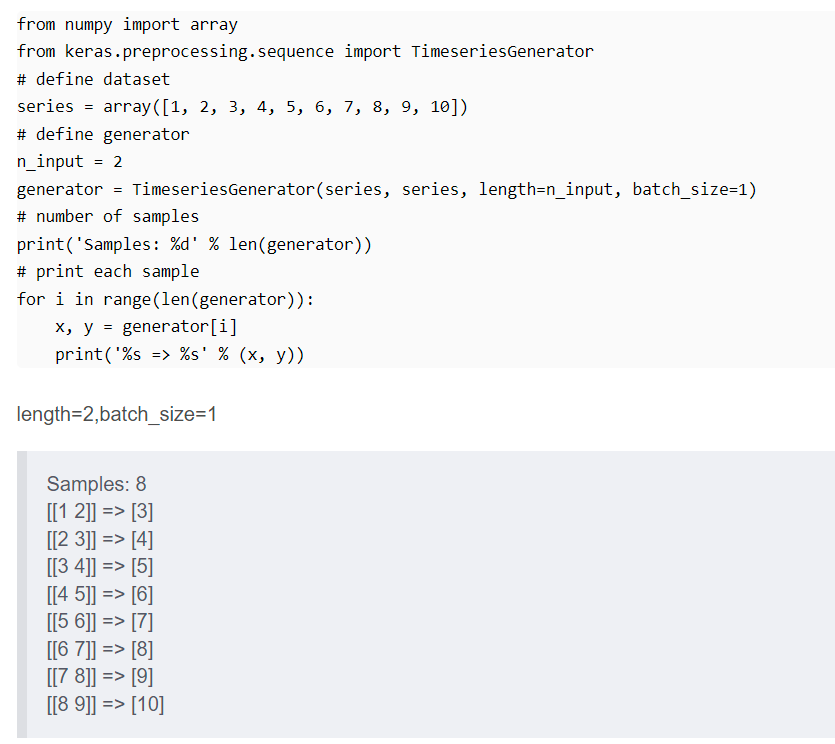 from numpy import array
from keras.preprocessing.sequence import TimeseriesGenerator
# define dataset
series = array([1, 2, 3, 4, 5, 6, 7, 8, 9, 10])
# define generator
n_input = 2
generator = TimeseriesGenerator(series, series, length=n_input, batch_size=1)
# number of samples
print('Samples: %d' % len(generator))
# print each sample
for i in range(len(generator)):
    x, y = generator[i]
    print('%s => %s' % (x, y))
length=2,batch_size=1
Samples: 8
[[1 2]] => [3]
[[2 3]] => [4]
[[3 4]] => [5]
[[4 5]] => [6]
[[5 6]] => [7]
[[6 7]] => [8]
[[7 8]] => [9]
[[8 9]] => [10]